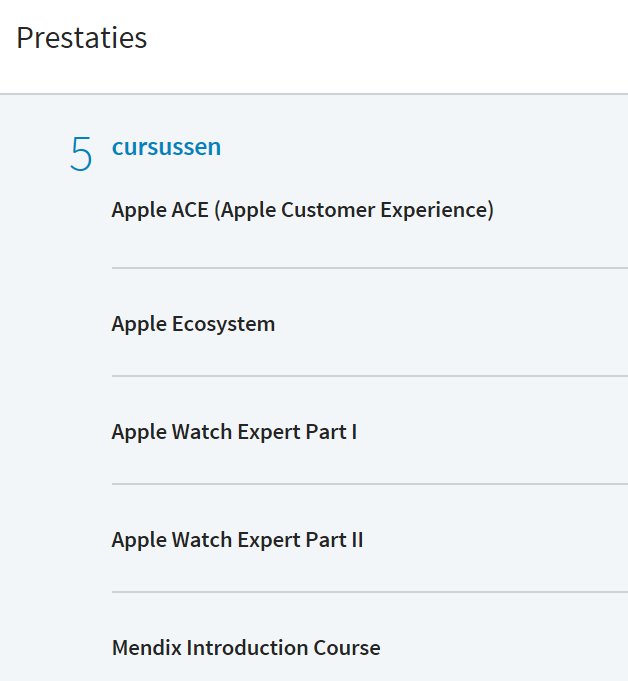 Prestaties
5 cursussen
Apple ACE (Apple Customer Experience)
Apple Ecosystem
Apple Watch Expert Part I
Apple Watch Expert Part II
Mendix Introduction Course